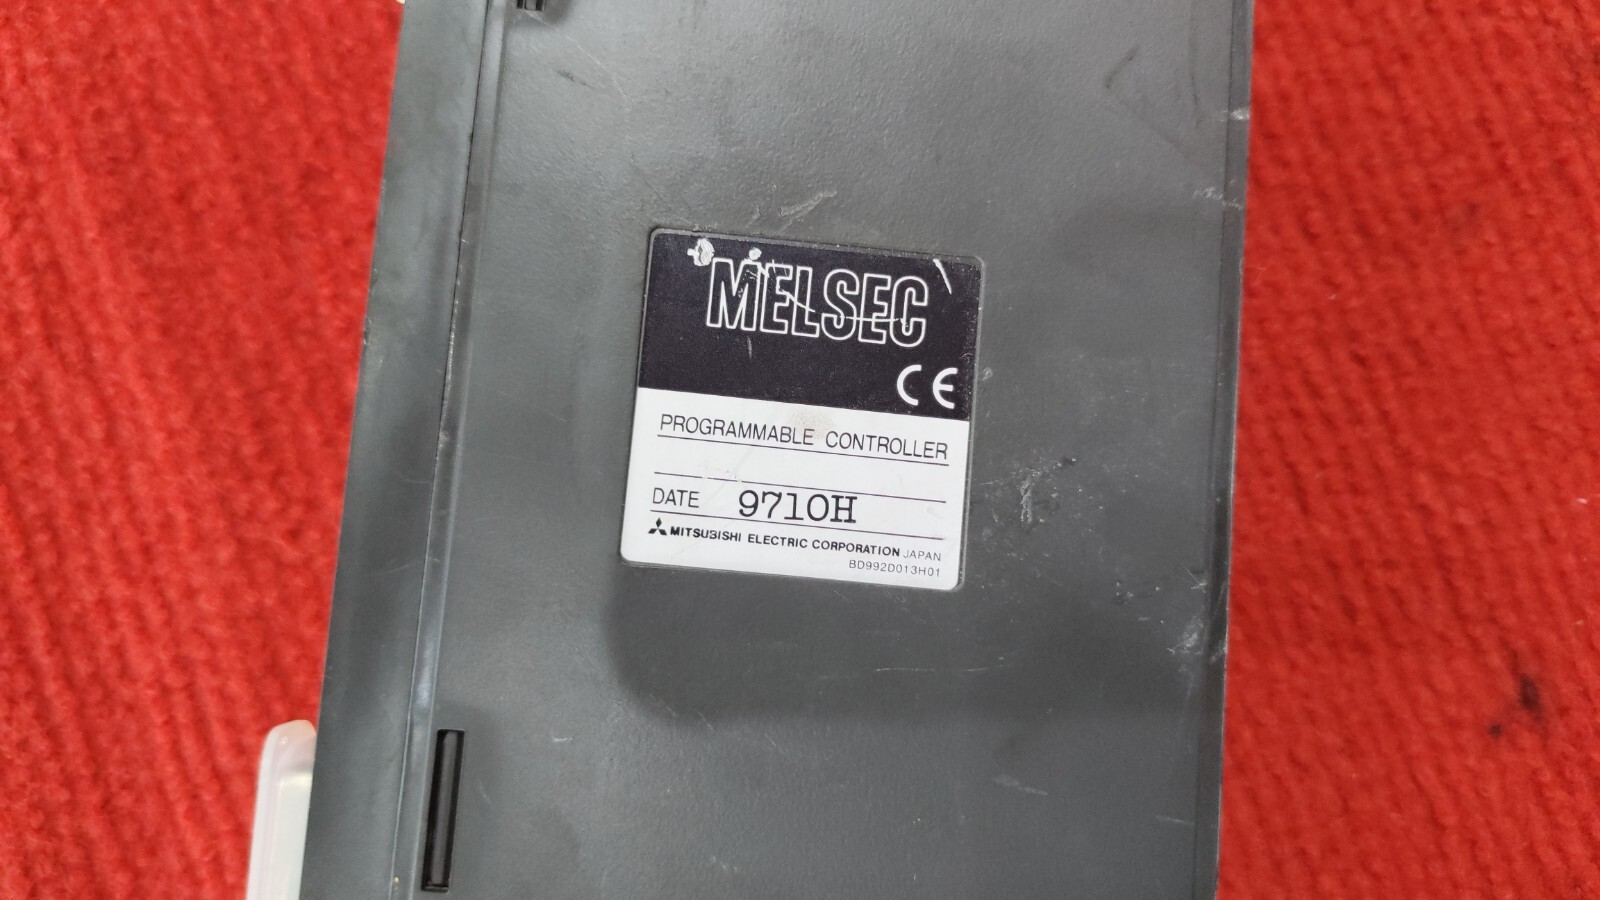 MELSEC
CE
PROGRAMMABLE CONTROLLER
DATE 9710H
MITSUBISHI ELECTRIC CORPORATION JAPAN
BD992D013H01